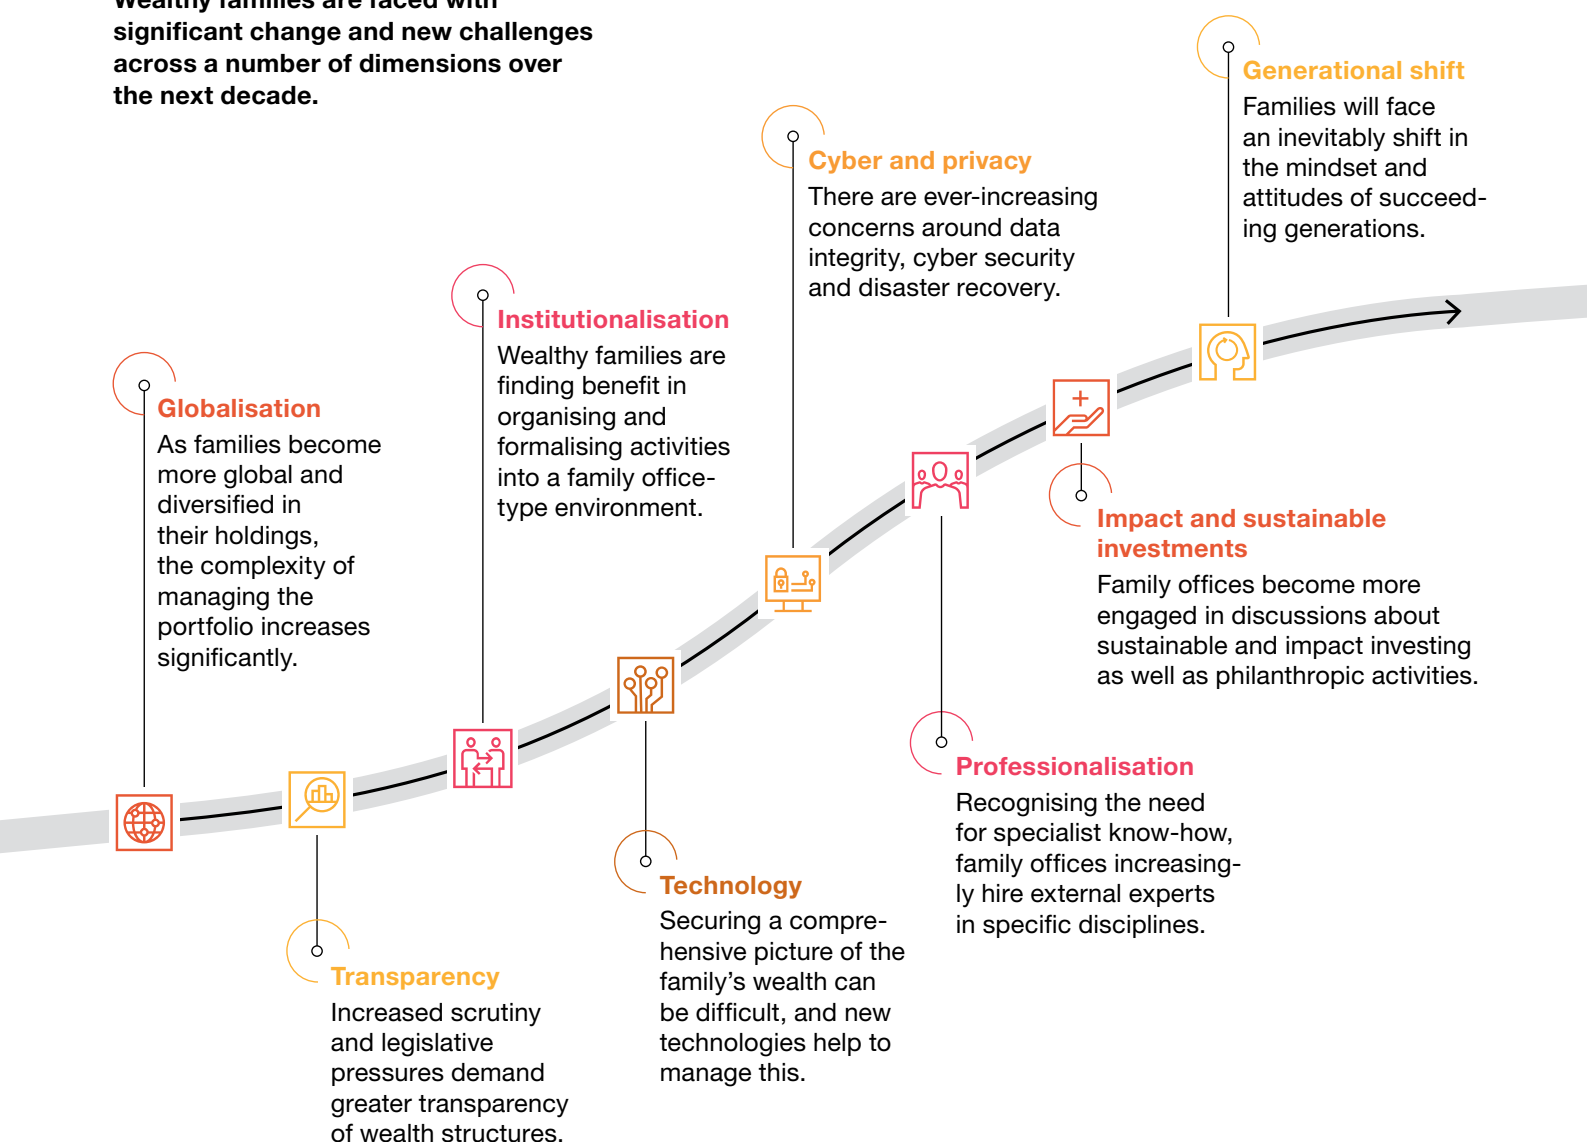 Wealthy families are faced with
significant change and new challenges
across a number of dimensions over
the next decade.
Globalisation
As families become
more global and
diversified in
their holdings,
the complexity of
managing the
portfolio increases
significantly.
Transparency
Increased scrutiny
and legislative
pressures demand
greater transparency
of wealth structures.
Institutionalisation
Wealthy families are
finding benefit in
organising and
formalising activities
into a family office-
type environment.
Technology
Securing a compre-
hensive picture of the
family’s wealth can
be difficult, and new
technologies help to
manage this.
Cyber and privacy
There are ever-increasing
concerns around data
integrity, cyber security
and disaster recovery.
Professionalisation
Recognising the need
for specialist know-how,
family offices increasing-
ly hire external experts
in specific disciplines.
Impact and sustainable
investments
Family offices become more
engaged in discussions about
sustainable and impact investing
as well as philanthropic activities.
Generational shift
Families will face
an inevitably shift in
the mindset and
attitudes of succeed-
ing generations.